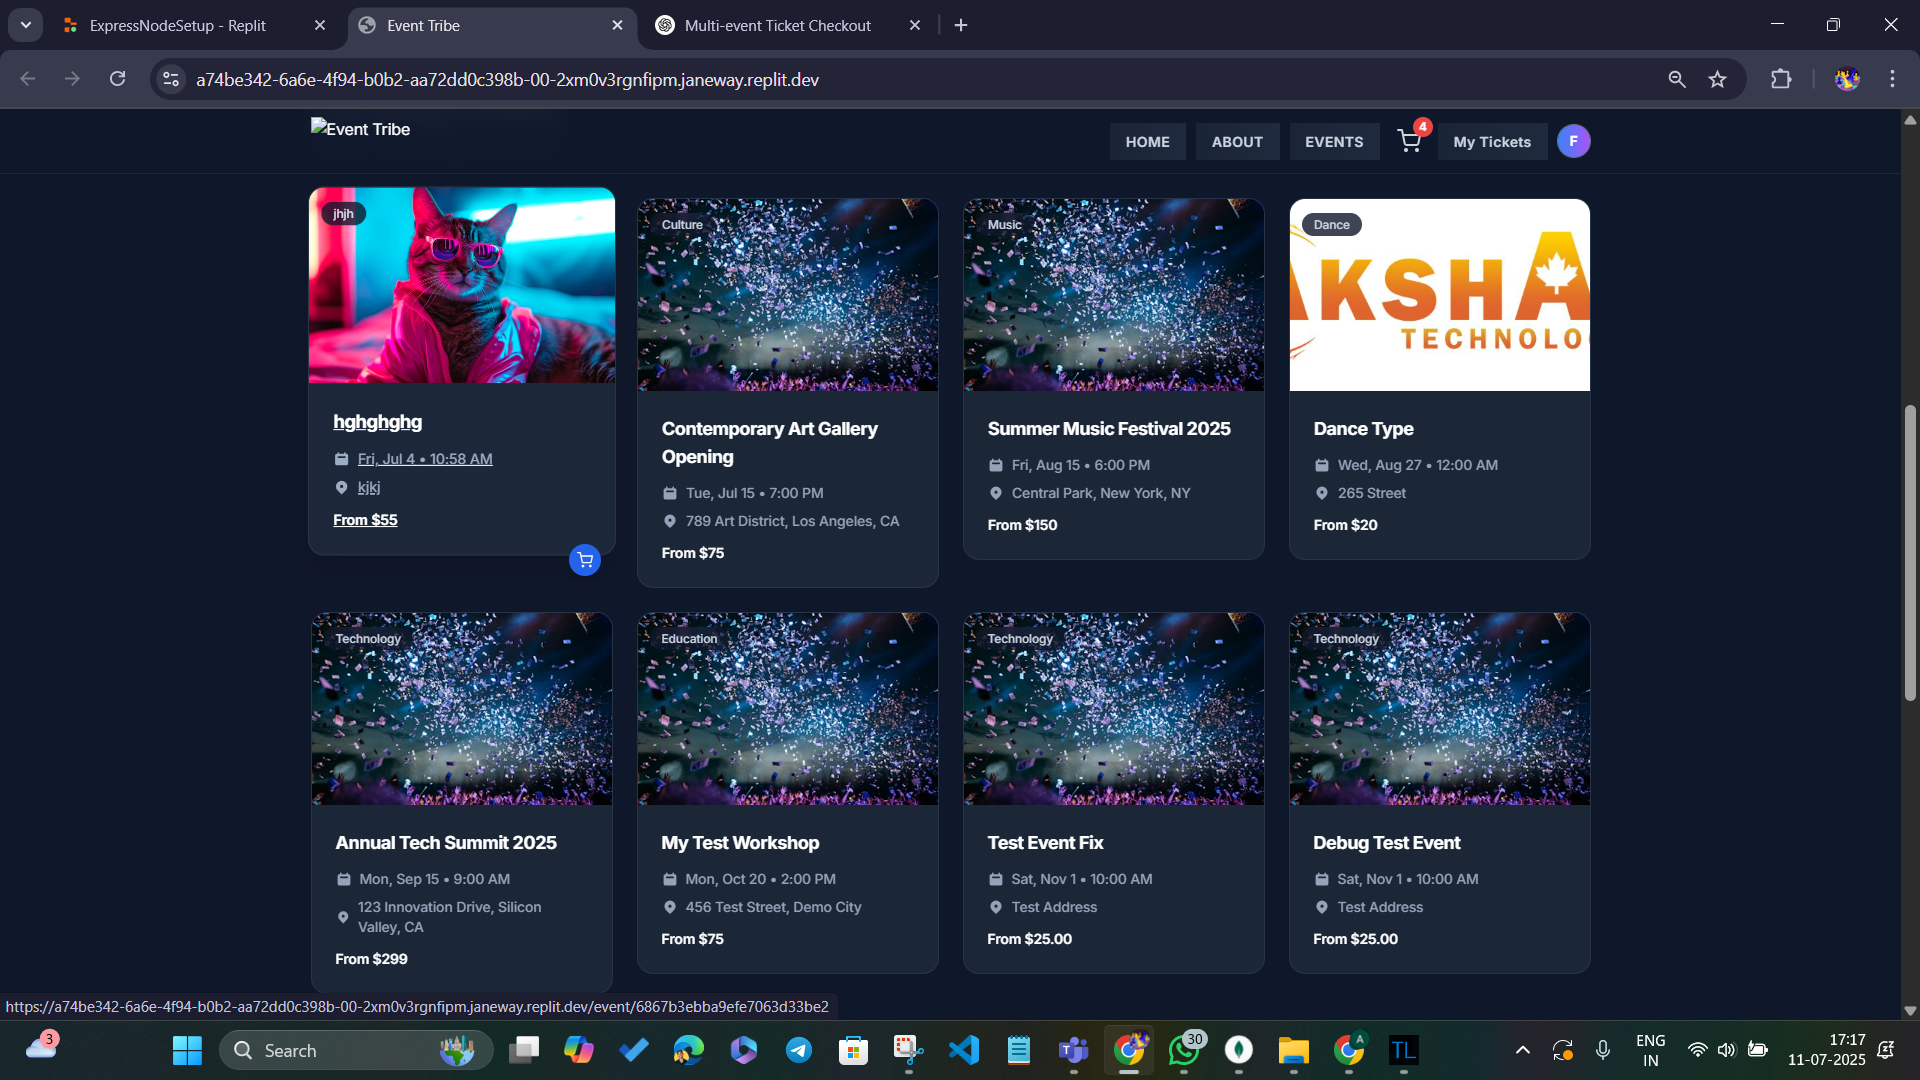 ExpressNodeSetup - Replit
Event Tribe
Multi-event Ticket Checkout
a74be342-6a6e-4f94-b0b2-aa72dd0c398b-00-2xm0v3rgnfipm.janeway.replit.dev
Event Tribe
HOME
ABOUT
EVENTS
4
My Tickets
F
jhjh
hghghghg
Fri, Jul 4 • 10:58 AM
kjkj
From $55
Culture
Contemporary Art Gallery
Opening
Tue, Jul 15 • 7:00 PM
789 Art District, Los Angeles, CA
From $75
Music
Summer Music Festival 2025
Fri, Aug 15 • 6:00 PM
Central Park, New York, NY
From $150
Dance
AKSHA
TECHNOLO
Dance Type
Wed, Aug 27 • 12:00 AM
265 Street
From $20
Technology
Annual Tech Summit 2025
Mon, Sep 15 • 9:00 AM
123 Innovation Drive, Silicon
Valley, CA
From $299
Education
My Test Workshop
Mon, Oct 20 • 2:00 PM
456 Test Street, Demo City
From $75
Technology
Test Event Fix
Sat, Nov 1 • 10:00 AM
Test Address
From $25.00
Technology
Debug Test Event
Sat, Nov 1 • 10:00 AM
Test Address
From $25.00
https://a74be342-6a6e-4f94-b0b2-aa72dd0c398b-00-2xm0v3rgnfipm.janeway.replit.dev/event/6867b3ebba9efe7063d33be2
3
Search
30
A
TL
ENG
IN
17:17
11-07-2025